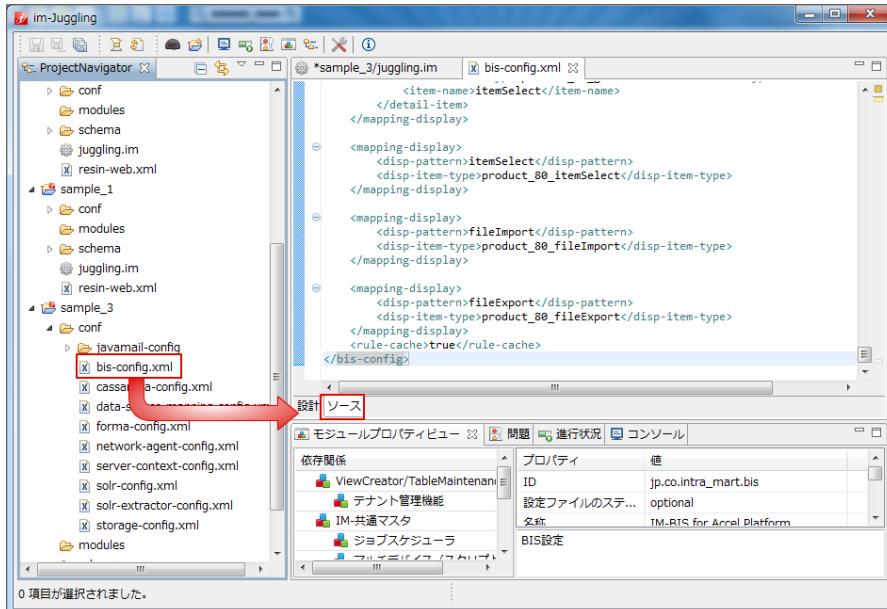 im-Juggling
ProjectNavigator
conf
modules
schema
juggling.im
resin-web.xml
sample_1
conf
modules
schema
juggling.im
resin-web.xml
sample_3
conf
javamail-config
bis-config.xml
forma-config.xml
network-agent-config.xml
server-context-config.xml
solr-config.xml
solr-extractor-config.xml
storage-config.xml
modules
*sample_3/juggling.im
bis-config.xml
<item-name>itemSelect</item-name>
</detail-item>
</mapping-display>
<mapping-display>
<disp-pattern>itemSelect</disp-pattern>
<disp-item-type>product_80_itemSelect</disp-item-type>
</mapping-display>
<mapping-display>
<disp-pattern>fileImport</disp-pattern>
<disp-item-type>product_80_fileImport</disp-item-type>
</mapping-display>
<mapping-display>
<disp-pattern>fileExport</disp-pattern>
<disp-item-type>product_80_fileExport</disp-item-type>
</mapping-display>
<rule-cache>true</rule-cache>
</bis-config>
設計 ソース
モジュールプロパティビュー 問題 進行状況 コンソール
依存関係
ViewCreator/TableMaintenan
テナント管理機能
IM-共通マスタ
ジョブスケジューラ
プロパティ 値
ID jp.co.intra_mart.bis
設定ファイルのステ... optional
名称 IM-BIS for Accel Platform
BIS設定
0 項目が選択されました。